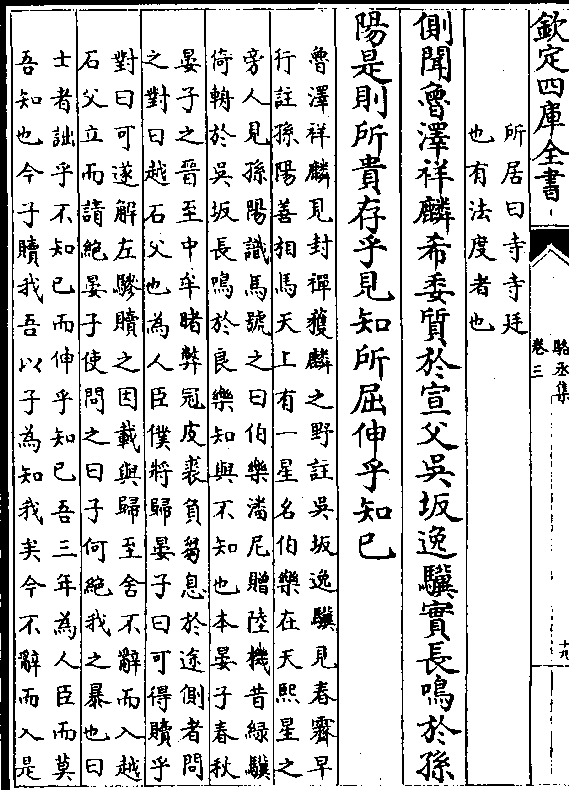 欽定四庫全書
駱丞集
卷三
十九
所居曰寺寺廷
也有法度者也
側聞魯澤祥麟希委質於宣父吳坂逸驥實長鳴於孫
陽是則所貴存乎見知所屈伸乎知已
魯澤祥麟見封禪獲麟之野註吳坂逸驥見春霽早
行註孫陽善相馬天上有一星名伯樂在天熙星之
旁人見孫陽識馬號之曰伯樂潘尼贈陸機昔緑驥
倚輈於吳坂長鳴於良樂知與不知也本晏子春秋
晏子之晉至中牟睹弊冠皮裘負芻息於途側者問
之對曰越石父也為人臣僕將歸晏子曰可得贖乎
對曰可遂解左驂贖之因載與歸至舍不辭而入越
石父立而請絶晏子使問之曰子何絶我之暴也曰
士者詘乎不知已而伸乎知已吾三年為人臣而莫
吾知也今子贖我吾以子為知我矣今不辭而入是